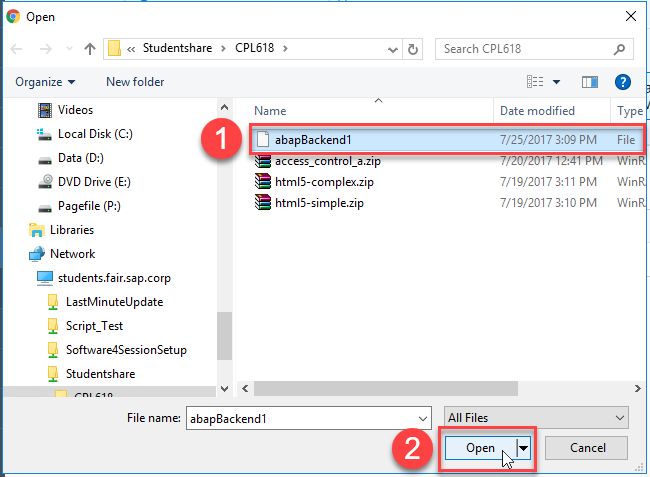 Open
« Studentshare > CPL618 >
Search CPL618
Organize
New folder
?
Videos
Local Disk (C:)
Data (D:)
DVD Drive (E:)
Pagefile (P:)
Libraries
Network
students.fair.sap.corp
LastMinuteUpdate
Script_Test
Software4SessionSetup
Studentshare
CPL618
Name Date modified Type
1
abapBackend1 7/25/2017 3:09 PM File
access_control_a.zip 7/20/2017 12:41 PM WinR
html5-complex.zip 7/19/2017 3:11 PM WinR
html5-simple.zip 7/19/2017 3:10 PM WinR
File name: abapBackend1 All Files
2
Open Cancel